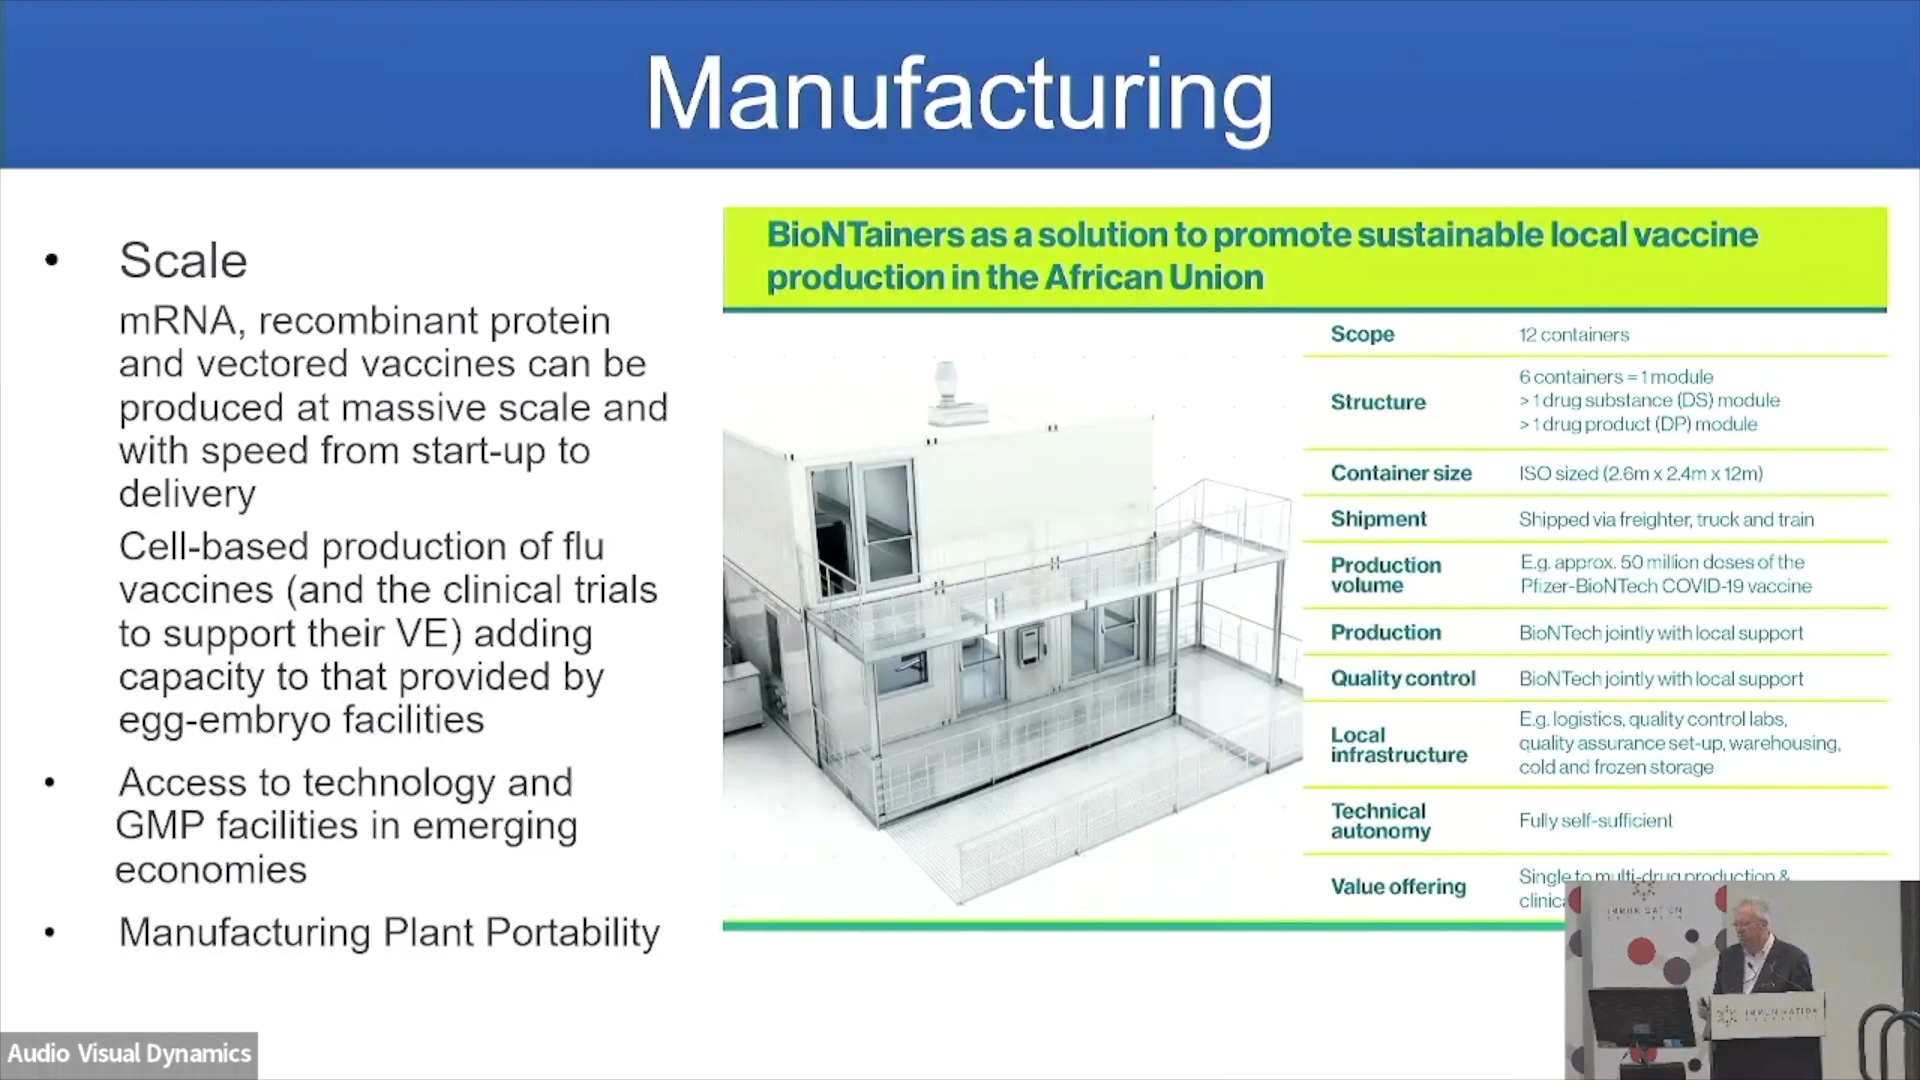 Manufacturing
• Scale
mRNA, recombinant protein
and vectored vaccines can be
produced at massive scale and
with speed from start-up to
delivery
Cell-based production of flu
vaccines (and the clinical trials
to support their VE) adding
capacity to that provided by
egg-embryo facilities
• Access to technology and
GMP facilities in emerging
economies
• Manufacturing Plant Portability
BioNTainers as a solution to promote sustainable local vaccine
production in the African Union
Scope 12 containers
Structure 6 containers = 1 module
> 1 drug substance (DS) module
> 1 drug product (DP) module
Container size ISO sized (2.6m x 2.4m x 12m)
Shipment Shipped via freighter, truck and train
Production volume E.g. approx. 50 million doses of the
Pfizer-BioNTech COVID-19 vaccine
Production BioNTech jointly with local support
Quality control BioNTech jointly with local support
Local infrastructure E.g. logistics, quality control labs,
quality assurance set-up, warehousing,
cold and frozen storage
Technical autonomy Fully self-sufficient
Value offering Single to multi-drug production &
IMMUNISATION
IMMUNISATION
Audio Visual Dynamics